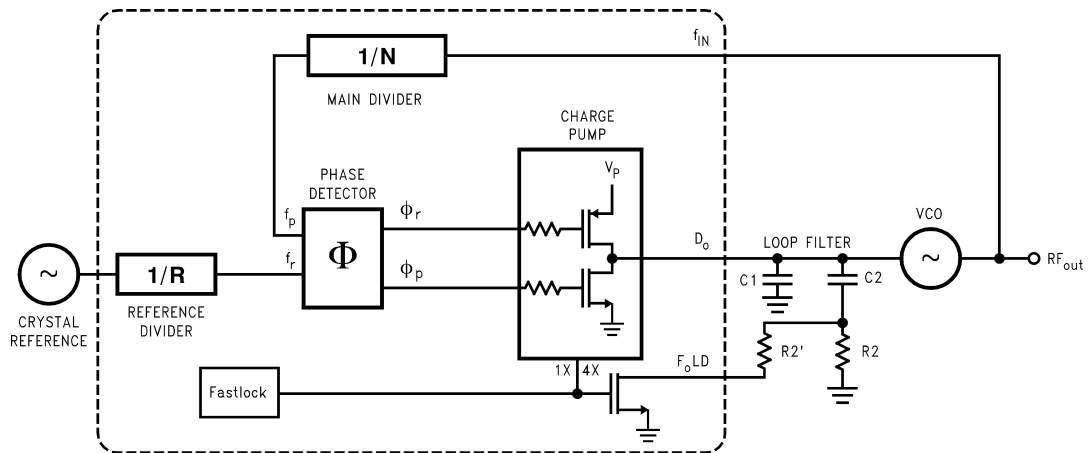 1/N
f_IN
MAIN DIVIDER
CHARGE
PUMP
V_P
PHASE
DETECTOR
f_p
f_r
Φ
ϕ_r
ϕ_p
D_o
LOOP FILTER
VCO
~
RF_out
C1
C2
~
1/R
CRYSTAL
REFERENCE
REFERENCE
DIVIDER
R2'
R2
1X
4X
F_oLD
Fastlock